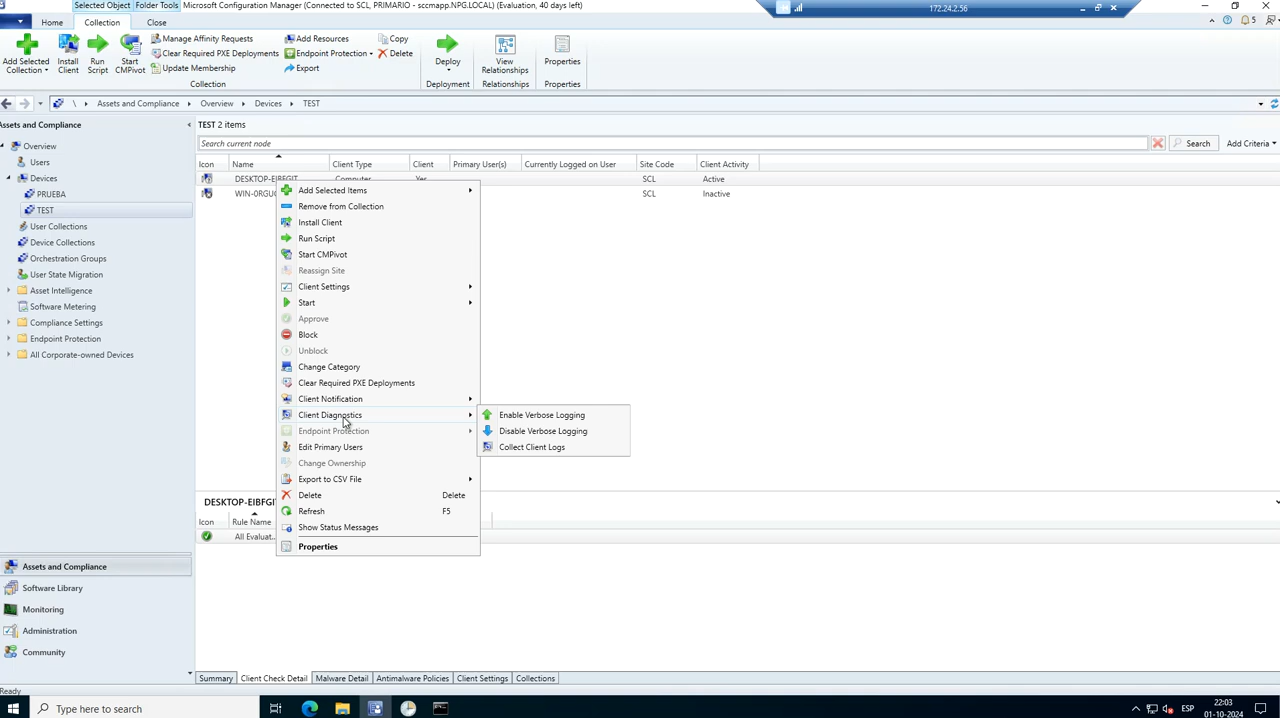 Selected Object Folder Tools Microsoft Configuration Manager (Connected to SCL, PRIMARIO - sccmapp.NPG.LOCAL) (Evaluation, 40 days left)
172.24.2.56
Home Collection Close
5
Add Selected Collection
Install Client
Run Script
Start CMPivot
Manage Affinity Requests
Clear Required PXE Deployments
Update Membership
Add Resources
Endpoint Protection
Export
Copy
Delete
Deploy
View Relationships
Properties
Collection Deployment Relationships Properties
\ Assets and Compliance Overview Devices TEST
Assets and Compliance
Overview
Users
Devices
PRUEBA
TEST
User Collections
Device Collections
Orchestration Groups
User State Migration
Asset Intelligence
Software Metering
Compliance Settings
Endpoint Protection
All Corporate-owned Devices
Assets and Compliance
Software Library
Monitoring
Administration
Community
TEST 2 items
Search current node
Search
Add Criteria
Icon Name Client Type Client Primary User(s) Currently Logged on User Site Code Client Activity
DESKTOP-EIBFGIT Computer Yes SCL Active
WIN-0RGU SCL Inactive
Add Selected Items
Remove from Collection
Install Client
Run Script
Start CMPivot
Reassign Site
Client Settings
Start
Approve
Block
Unblock
Change Category
Clear Required PXE Deployments
Client Notification
Client Diagnostics
Endpoint Protection
Edit Primary Users
Change Ownership
Export to CSV File
Delete Delete
Refresh F5
Show Status Messages
Properties
Enable Verbose Logging
Disable Verbose Logging
Collect Client Logs
DESKTOP-EIBFGI
Icon Rule Name
All Evaluat...
Summary Client Check Detail Malware Detail Antimalware Policies Client Settings Collections
Ready
Type here to search
ESP
22:03
01-10-2024